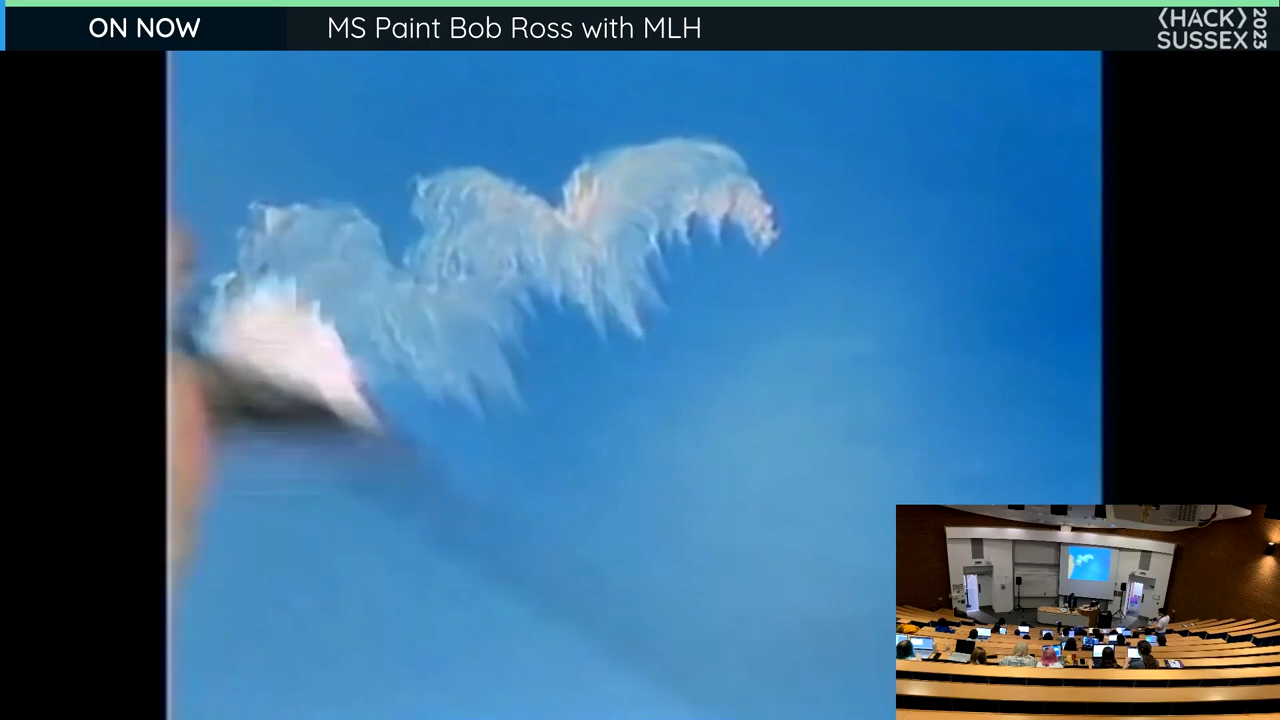 ON NOW
MS Paint Bob Ross with MLH
⟨HACK⟩
SUSSEX
2023